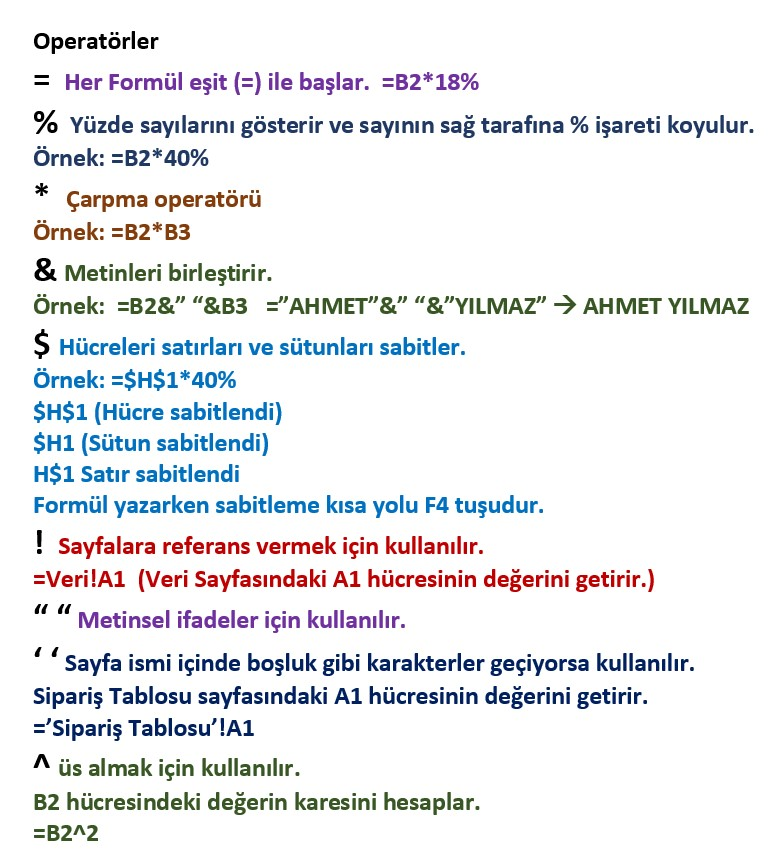 Operatörler
= Her Formül eşit (=) ile başlar. =B2*18%
% Yüzde sayılarını gösterir ve sayının sağ tarafına % işareti koyulur.
Örnek: =B2*40%
* Çarpma operatörü
Örnek: =B2*B3
& Metinleri birleştirir.
Örnek: =B2&” “&B3 =”AHMET”&” “&”YILMAZ” → AHMET YILMAZ
$ Hücreleri satırları ve sütunları sabitler.
Örnek: =$H$1*40%
$H$1 (Hücre sabitlendi)
$H1 (Sütun sabitlendi)
H$1 Satır sabitlendi
Formül yazarken sabitleme kısa yolu F4 tuşudur.
! Sayfalara referans vermek için kullanılır.
=Veri!A1 (Veri Sayfasındaki A1 hücresinin değerini getirir.)
“ “ Metinsel ifadeler için kullanılır.
‘ ‘ Sayfa ismi içinde boşluk gibi karakterler geçiyorsa kullanılır.
Sipariş Tablosu sayfasındaki A1 hücresinin değerini getirir.
=’Sipariş Tablosu’!A1
^ üs almak için kullanılır.
B2 hücresindeki değerin karesini hesaplar.
=B2^2